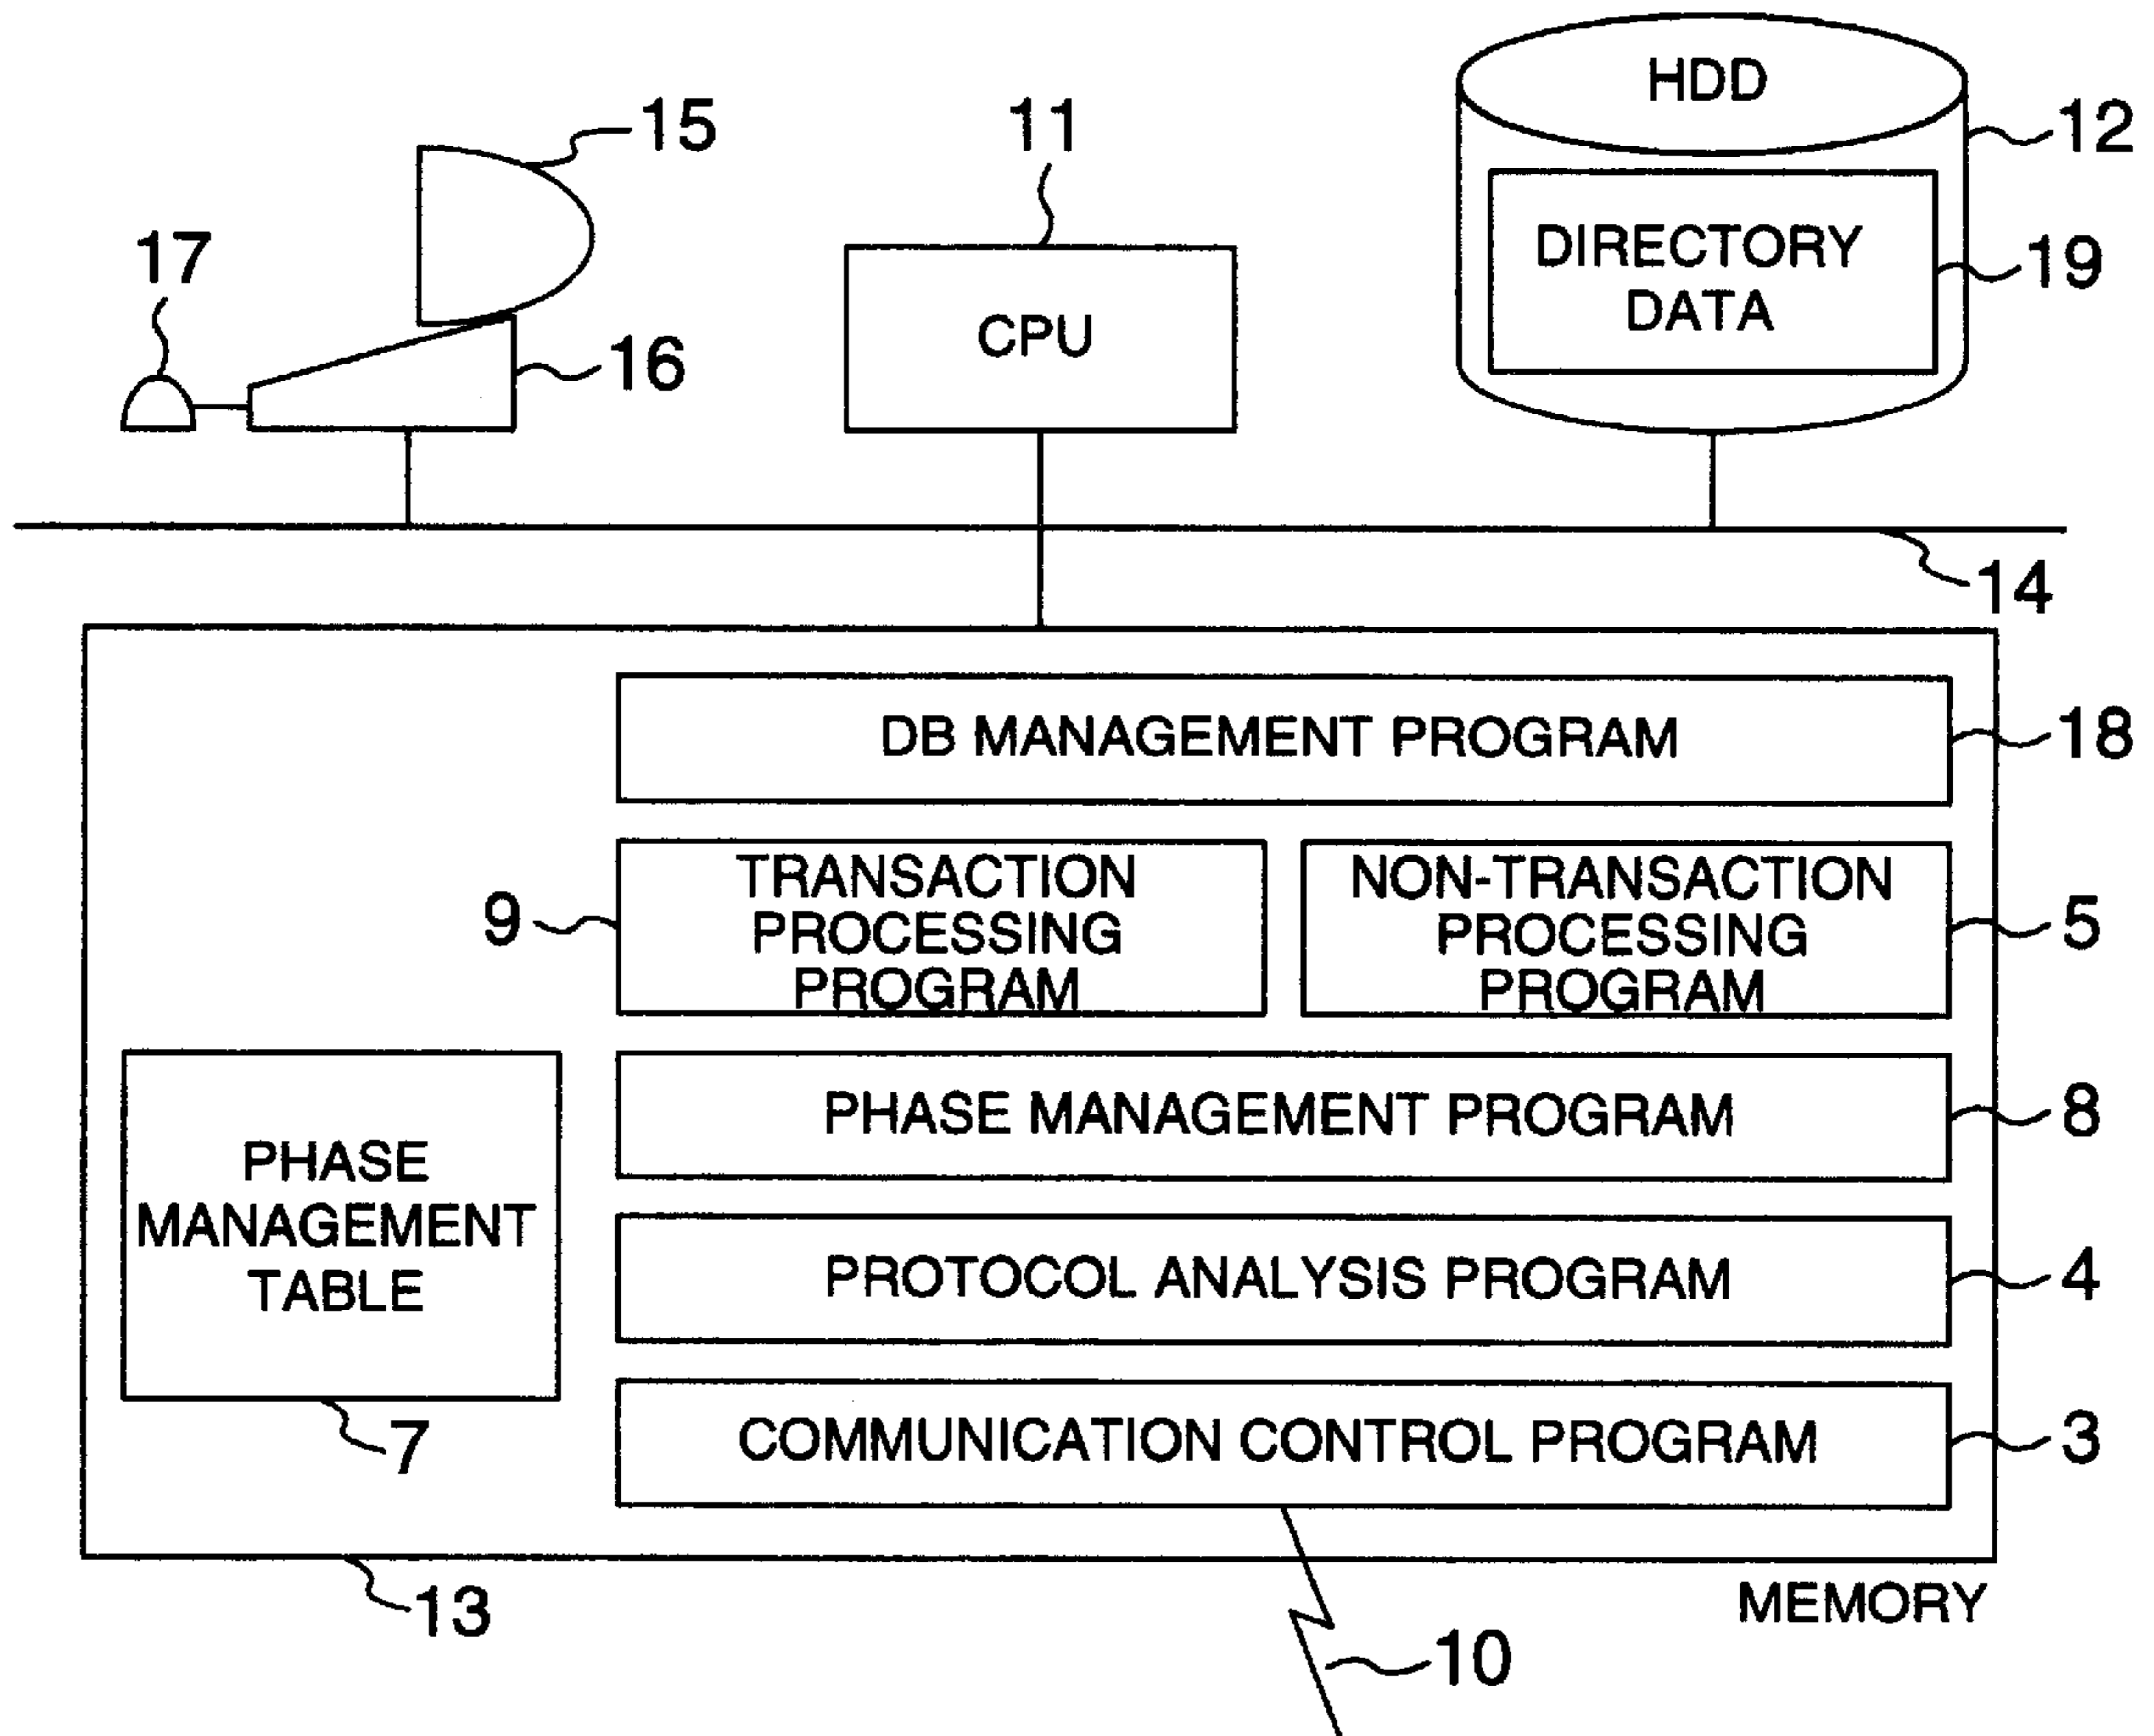 HDD
15
11
12
17
DIRECTORY
DATA
19
CPU
16
14
DB MANAGEMENT PROGRAM
18
9
TRANSACTION
PROCESSING
PROGRAM
NON-TRANSACTION
PROCESSING
PROGRAM
5
PHASE MANAGEMENT PROGRAM
8
PHASE
MANAGEMENT
TABLE
7
PROTOCOL ANALYSIS PROGRAM
4
COMMUNICATION CONTROL PROGRAM
3
13
MEMORY
10